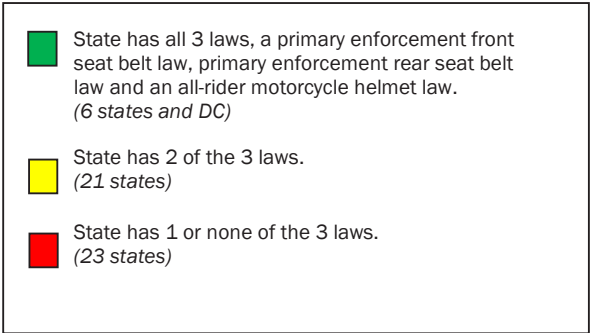 State has all 3 laws, a primary enforcement front
seat belt law, primary enforcement rear seat belt
law and an all-rider motorcycle helmet law.
(6 states and DC)
State has 2 of the 3 laws.
(21 states)
State has 1 or none of the 3 laws.
(23 states)